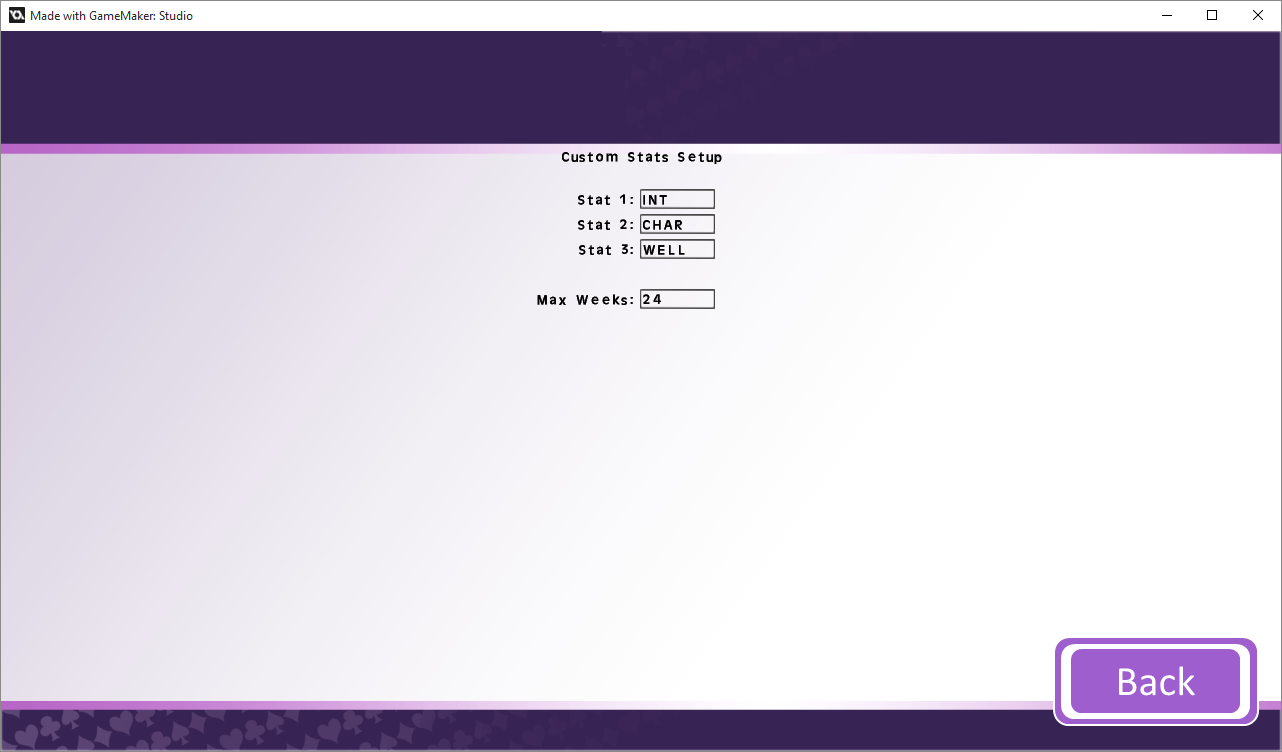 Made with GameMaker: Studio
Custom Stats Setup
Stat 1: INT
Stat 2: CHAR
Stat 3: WELL
Max Weeks: 24
Back